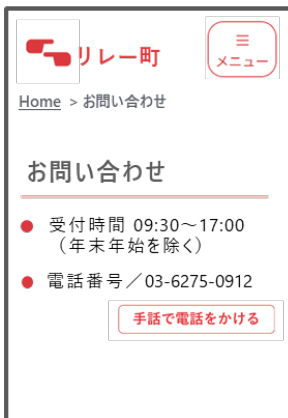 リレー町
≡
メニュー
Home > お問い合わせ
お問い合わせ
● 受付時間 09:30～17:00
（年末年始を除く）
● 電話番号／03-6275-0912
手話で電話をかける